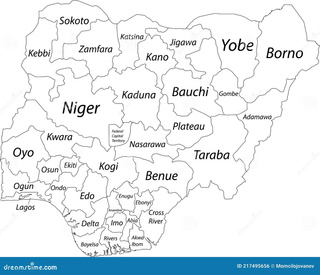 Sokoto
Katsina
Jigawa
Yobe
Borno
Kebbi
Zamfara
Kano
Niger
Kaduna
Bauchi
Gombe
Adamawa
Plateau
Kwara
Federal
Capital
Territory
Nasarawa
Taraba
Oyo
Osun
Ekiti
Kogi
Benue
Ogun
Ondo
Edo
Enugu
Ebonyi
Lagos
Delta
Imo
Abia
Cross
River
Bayelsa
Rivers
Akwa
Ibom
dreamstime.com
ID 217495656 © Momcilojovanov